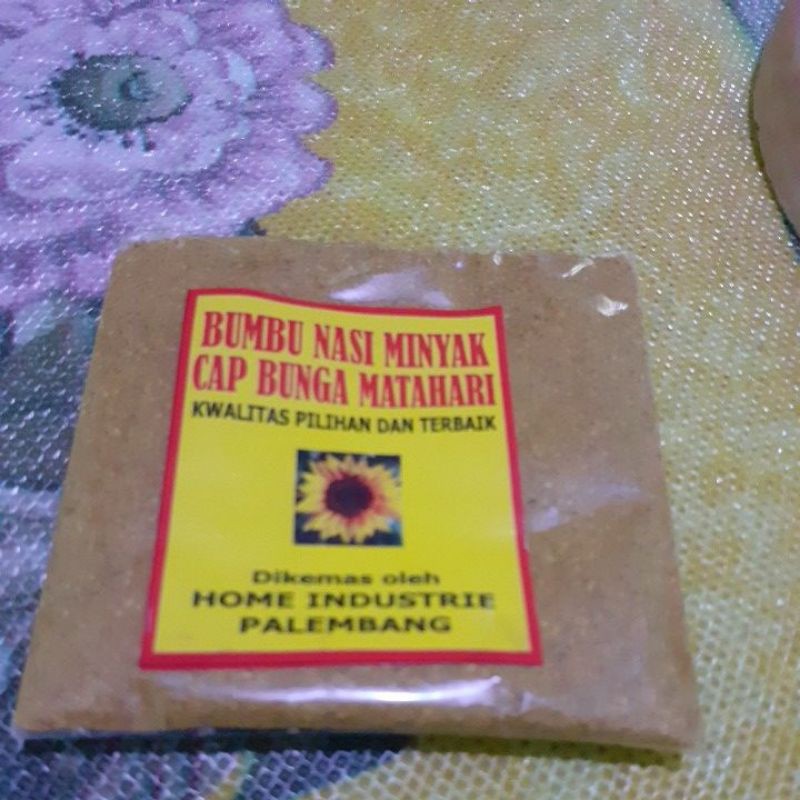 BUMBU NASI MINYAK
CAP BUNGA MATAHARI
KWALITAS PILIHAN DAN TERBAIK
Dikemas oleh
HOME INDUSTRIE
PALEMBANG